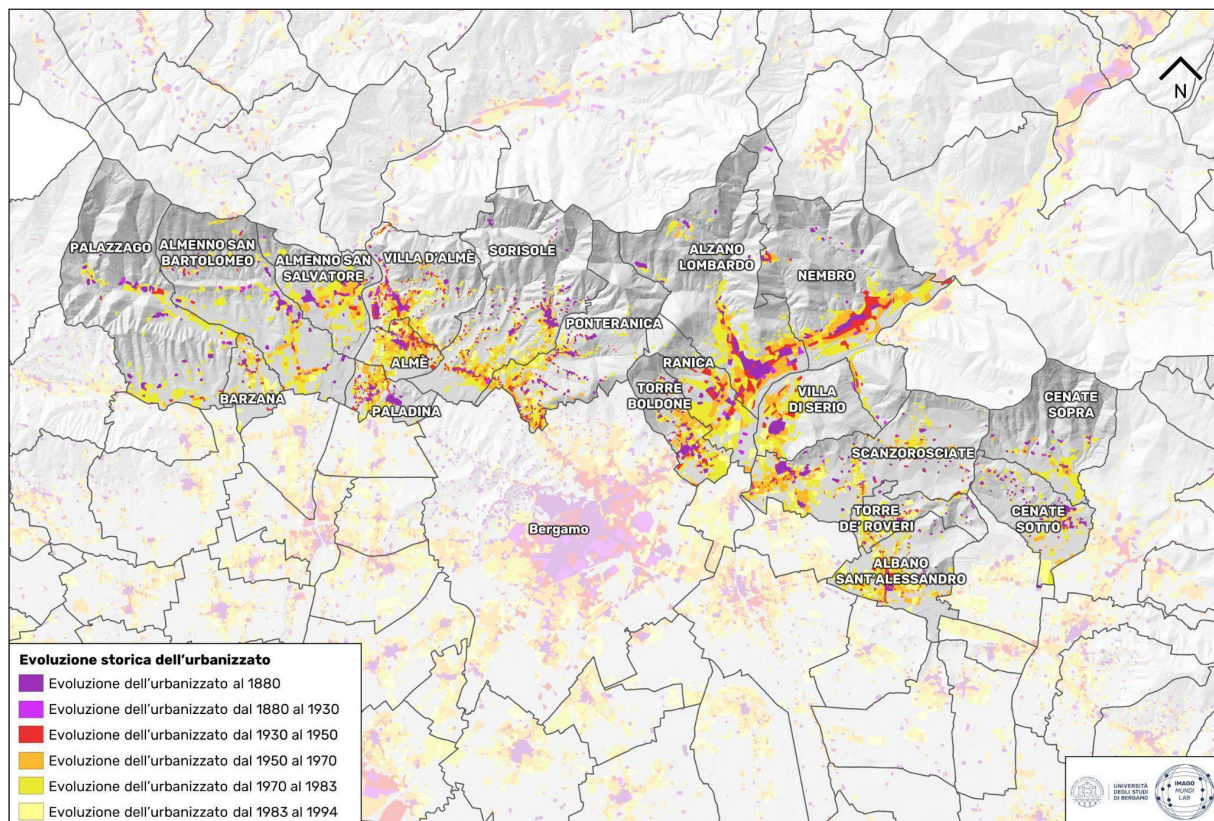 N
PALAZZAGO
ALMENNO SAN
BARTOLOMEO
ALMENNO SAN
SALVATORE
VILLA D'ALMÈ
SORISOLE
ALZANO
LOMBARDO
NEMBRO
PONTERANICA
ALMÈ
RANICA
TORRE
BOLDONE
VILLA
DI SERIO
BARZANA
PALADINA
CENATE
SOPRA
SCANZOROSCIATE
TORRE
DE' ROVERI
CENATE
SOTTO
Bergamo
ALBANO
SANT'ALESSANDRO
Evoluzione storica dell'urbanizzato
Evoluzione dell'urbanizzato al 1880
Evoluzione dell'urbanizzato dal 1880 al 1930
Evoluzione dell'urbanizzato dal 1930 al 1950
Evoluzione dell'urbanizzato dal 1950 al 1970
Evoluzione dell'urbanizzato dal 1970 al 1983
Evoluzione dell'urbanizzato dal 1983 al 1994
UNIVERSITÀ
DEGLI STUDI
DI BERGAMO
IMAGO
MUNDI
LAB